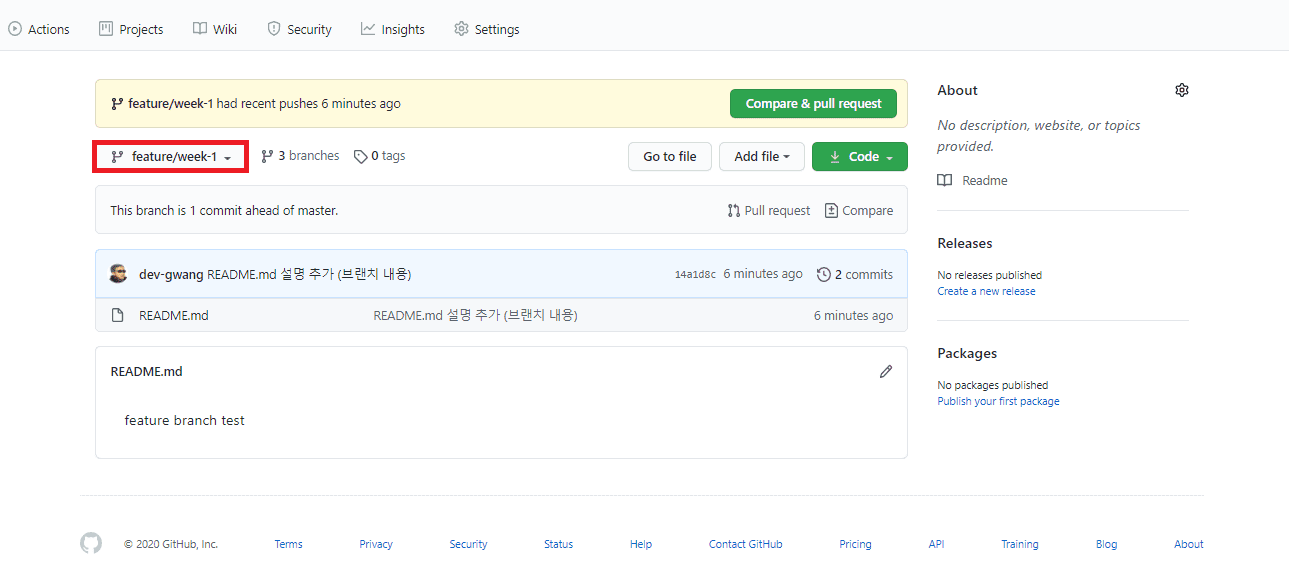 Actions Projects Wiki Security Insights Settings
feature/week-1 had recent pushes 6 minutes ago Compare & pull request
feature/week-1 3 branches 0 tags Go to file Add file Code
This branch is 1 commit ahead of master. Pull request Compare
dev-gwang README.md 설명 추가 (브랜치 내용) 14a1d8c 6 minutes ago 2 commits
README.md README.md 설명 추가 (브랜치 내용) 6 minutes ago
README.md
feature branch test
About
No description, website, or topics
provided.
Readme
Releases
No releases published
Create a new release
Packages
No packages published
Publish your first package
© 2020 GitHub, Inc. Terms Privacy Security Status Help Contact GitHub Pricing API Training Blog About